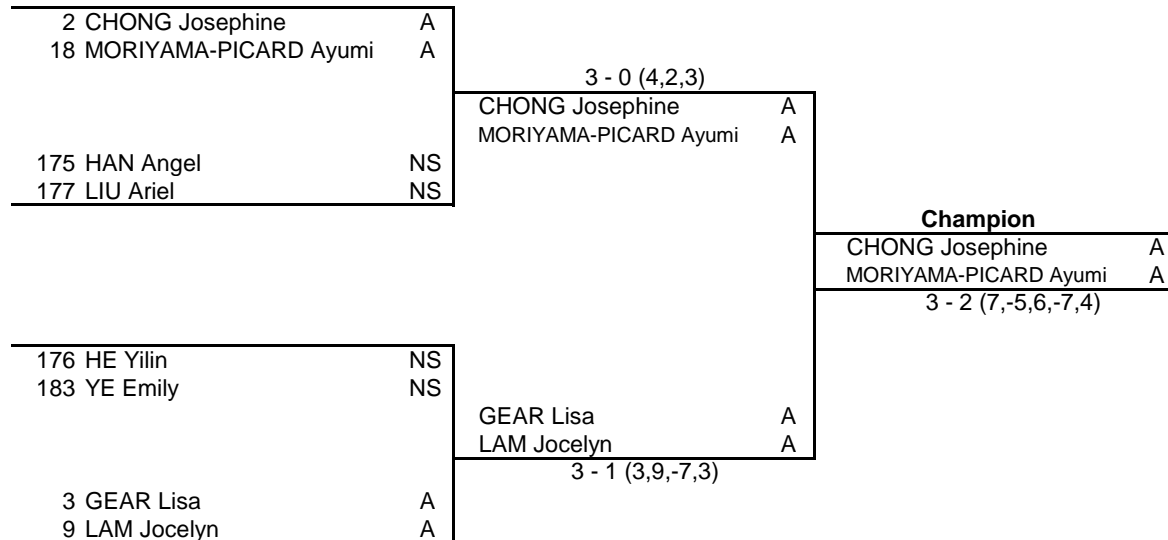 2 CHONG Josephine A
18 MORIYAMA-PICARD Ayumi A
3 - 0 (4,2,3)
CHONG Josephine A
MORIYAMA-PICARD Ayumi A
175 HAN Angel NS
177 LIU Ariel NS
Champion
CHONG Josephine A
MORIYAMA-PICARD Ayumi A
3 - 2 (7,-5,6,-7,4)
176 HE Yilin NS
183 YE Emily NS
GEAR Lisa A
LAM Jocelyn A
3 - 1 (3,9,-7,3)
3 GEAR Lisa A
9 LAM Jocelyn A